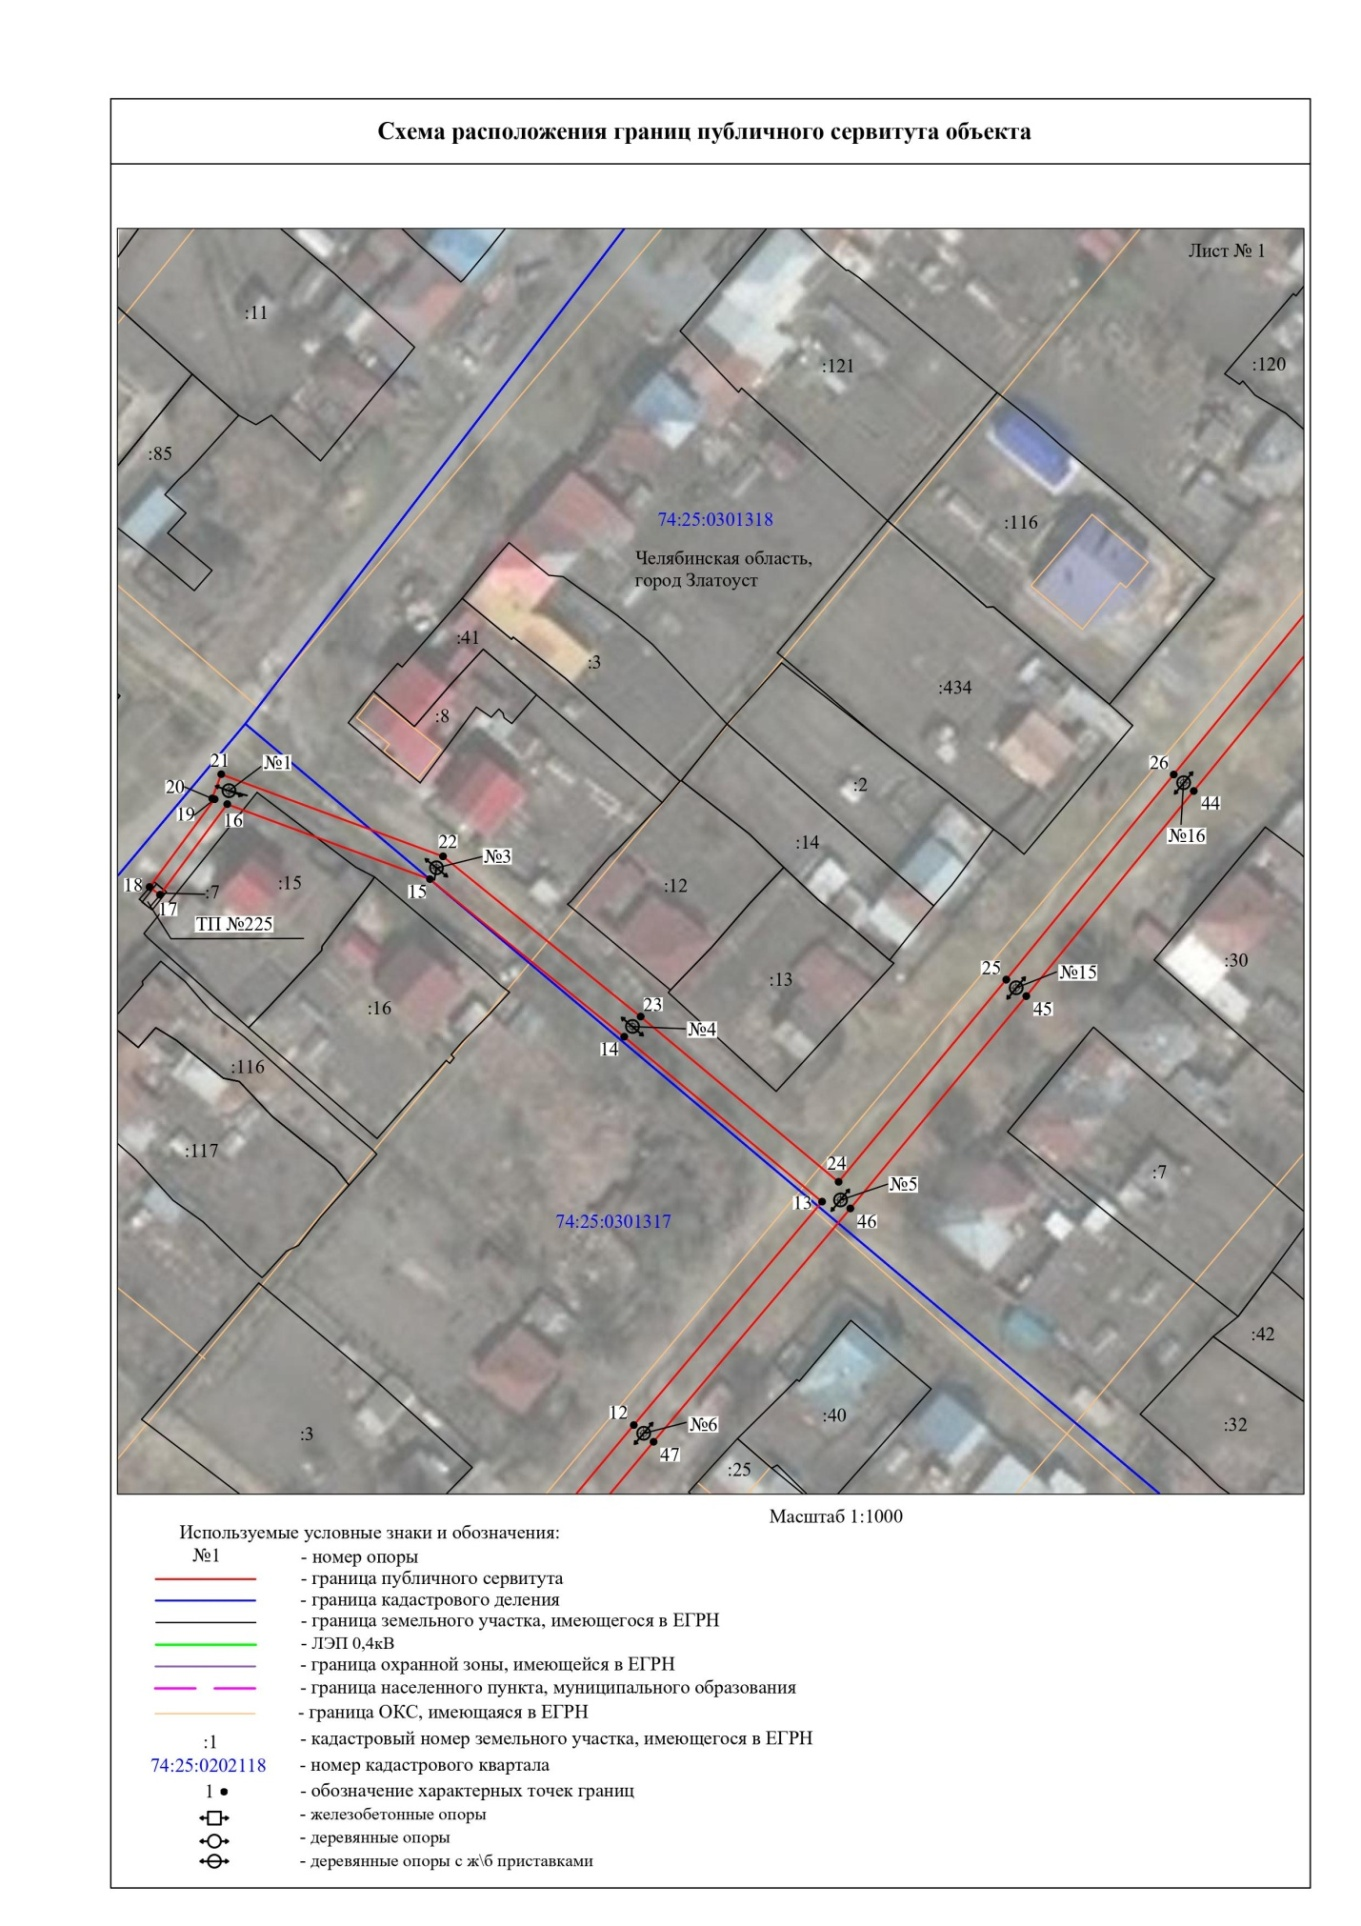 Схема расположения границ публичного сервитута объекта
Лист № 1
:11
:121
:120
:85
74:25:0301318
:116
Челябинская область,
город Златоуст
:41
:3
:434
:8
21
№1
26
:2
20
19
16
44
№16
:14
22
№3
15
18
17
:7
:15
:12
ТП №225
25
№15
:30
:13
45
:16
23
№4
14
:116
:117
24
:7
№5
13
46
74:25:0301317
:42
12
№6
:40
:32
:3
47
:25
Масштаб 1:1000
Используемые условные знаки и обозначения:
№1 - номер опоры
- граница публичного сервитута
- граница кадастрового деления
- граница земельного участка, имеющегося в ЕГРН
- ЛЭП 0,4кВ
- граница охранной зоны, имеющейся в ЕГРН
- граница населенного пункта, муниципального образования
- граница ОКС, имеющаяся в ЕГРН
:1 - кадастровый номер земельного участка, имеющегося в ЕГРН
74:25:0202118 - номер кадастрового квартала
1 - обозначение характерных точек границ
- железобетонные опоры
- деревянные опоры
- деревянные опоры с ж\б приставками